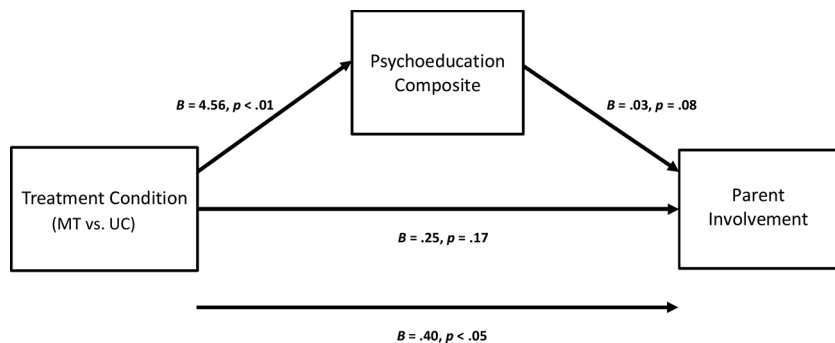 Psychoeducation
Composite
B = 4.56, p < .01
B = .03, p = .08
Treatment Condition
(MT vs. UC)
Parent
Involvement
B = .25, p = .17
B = .40, p < .05